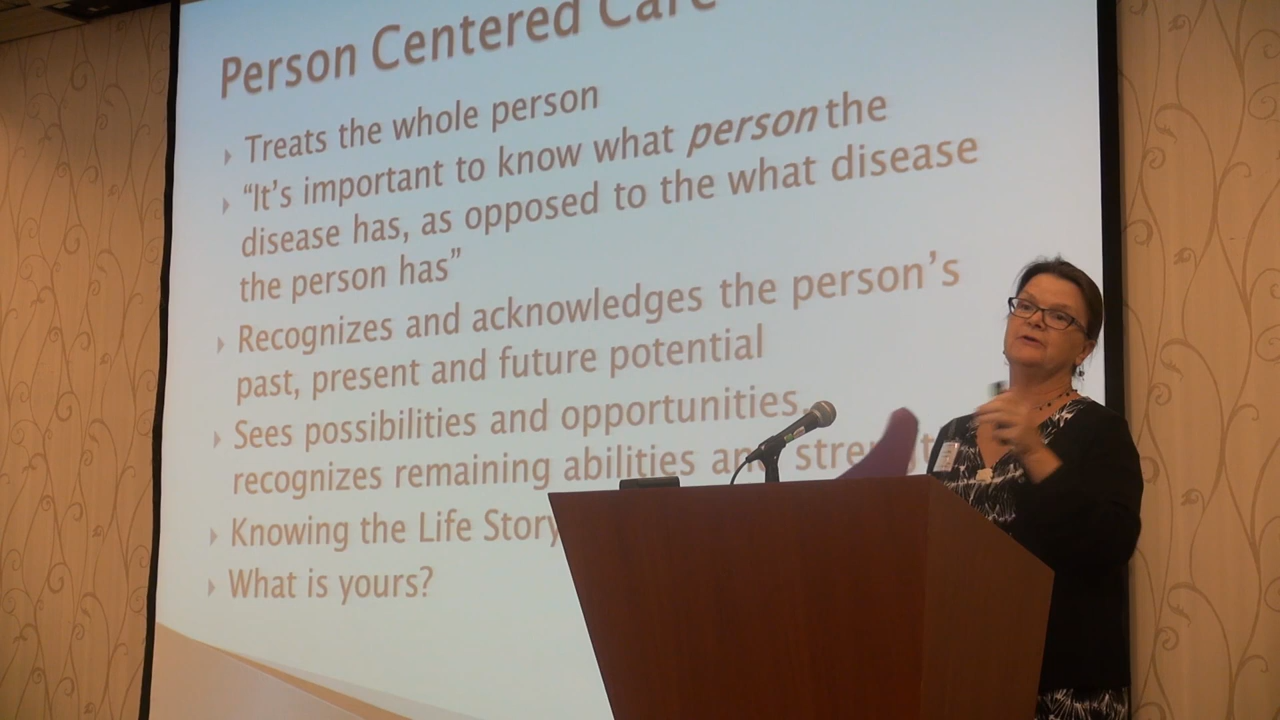 Person Centered Care
Treats the whole person
"It's important to know what person the
disease has, as opposed to the what disease
the person has"
Recognizes and acknowledges the person's
past, present and future potential
Sees possibilities and opportunities,
recognizes remaining abilities and
Knowing the Life Story
What is yours?